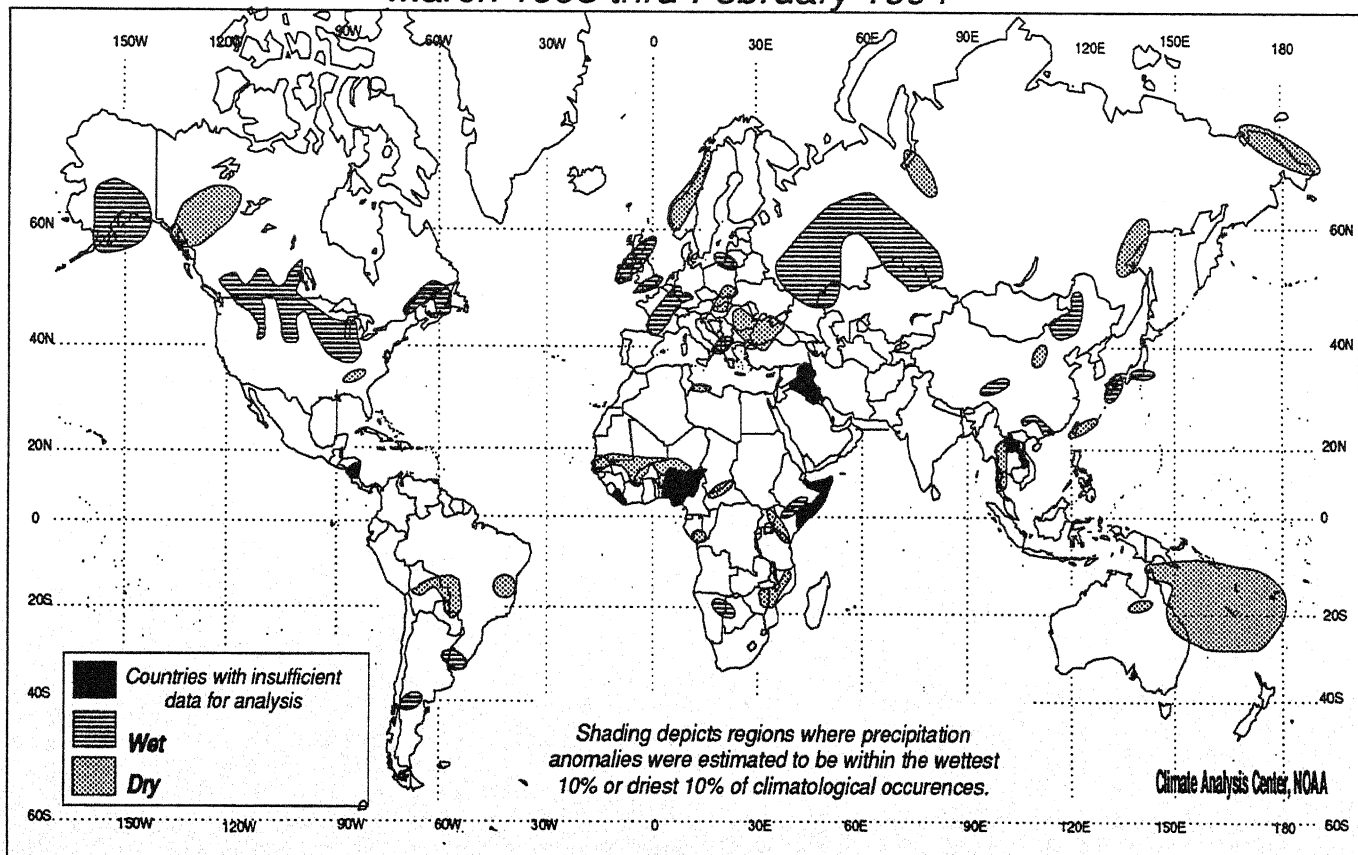 150W 120W 90W 60W 30W 0 30E 60E 90E 120E 150E 180
60N 60N
40N 40N
20N 20N
0 0
20S 20S
40S 40S
Countries with insufficient
data for analysis
Wet
Dry
Shading depicts regions where precipitation
anomalies were estimated to be within the wettest
10% or driest 10% of climatological occurences.
Climate Analysis Center, NOAA
60S 60S
150W 120W 90W 60W 30W 0 30E 60E 90E 120E 150E 180